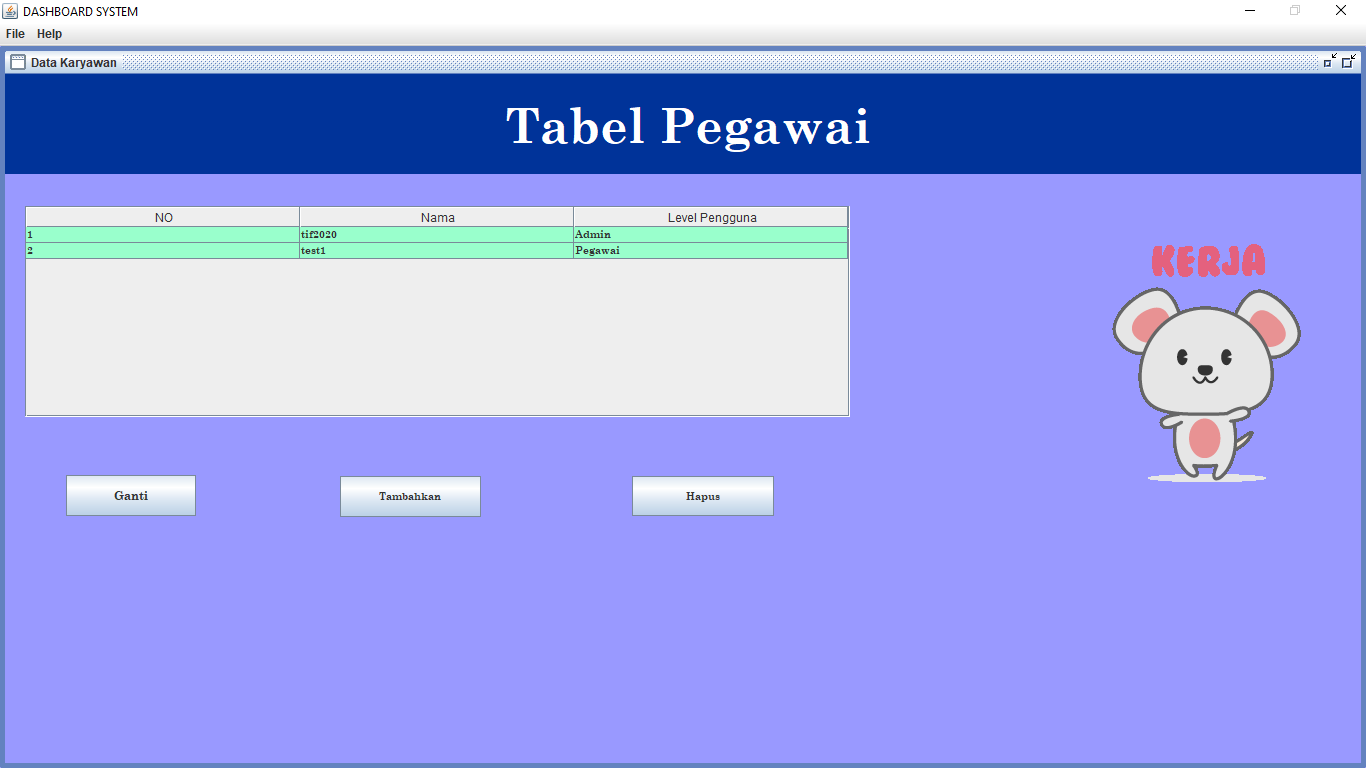 DASHBOARD SYSTEM
File Help
Data Karyawan
Tabel Pegawai
NO Nama Level Pengguna
1 tif2020 Admin
2 test1 Pegawai
KERJA
Ganti Tambahkan Hapus